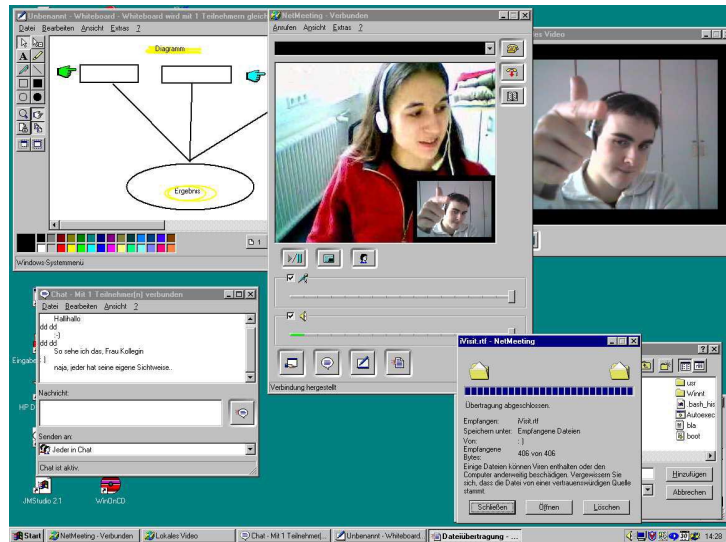 Unbenannt - Whiteboard - Whiteboard wird mit 1 Teilnehmern gleich
Datei Bearbeiten Ansicht Extras ?
Diagramm
Ergebnis
1
Windows-Systemmenü
NetMeeting - Verbunden
Anrufen Ansicht Extras ?
Verbindung hergestellt
les Video
Chat - Mit 1 Teilnehmer[n] verbunden
Datei Bearbeiten Ansicht ?
Hallihallo
dd dd
:-)
dd dd
So sehe ich das, Frau Kollegin
: )
naja, jeder hat seine eigene Sichtweise..
Nachricht:
Senden an:
Jeder in Chat
Chat ist aktiv.
Eingabe
HP D
JMStudio 2.1
WinOnCD
iVisit.rtf - NetMeeting
Übertragung abgeschlossen.
Empfangen: iVisit.rtf
Speichern unter: Empfangene Dateien
Von: : )
Empfangene
Bytes: 406 von 406
Einige Dateien können Viren enthalten oder den
Computer anderweitig beschädigen. Vergewissern Sie
sich, dass die Datei von einer vertrauenswürdigen Quelle
stammt.
Schließen Öffnen Löschen
usr
Winnt
.bash_his
Autoexec
bla
boot
Hinzufügen
Abbrechen
Start
NetMeeting - Verbunden
Lokales Video
Chat - Mit 1 Teilnehmer[...
Unbenannt - Whiteboard...
Dateiübertragung - ...
30
14:28